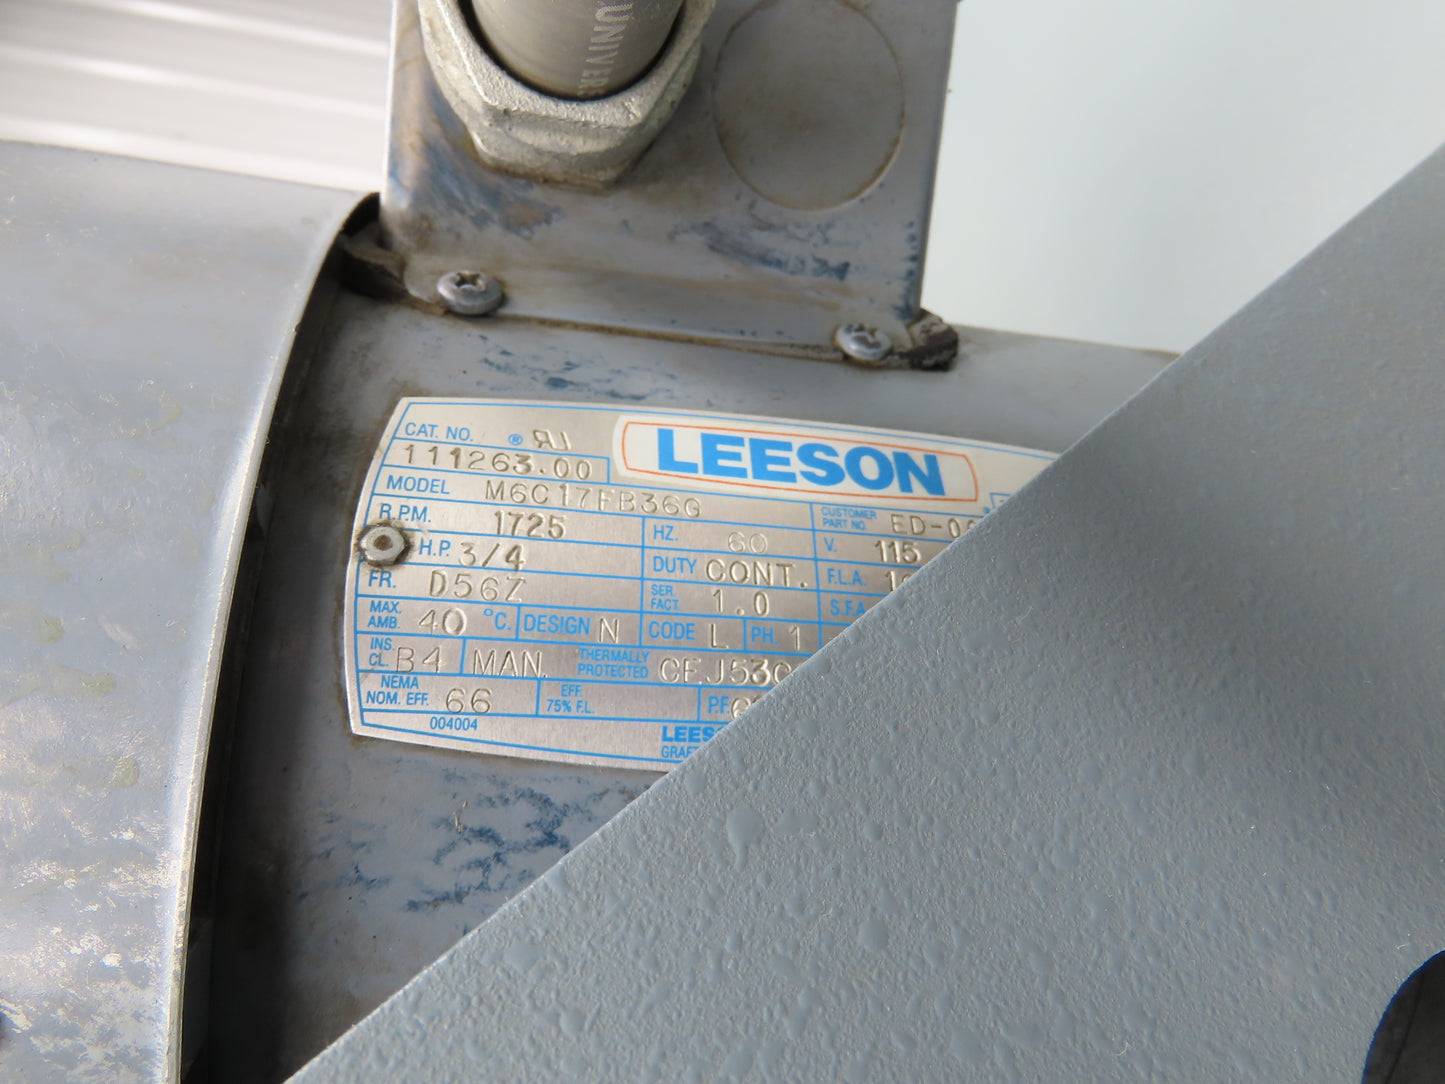 CAT. NO. ®
LEESON
111263.00
MODEL M6C17FB36G
CUSTOMER
PART NO.
R.P.M. 1725 HZ. 60 V. 115
H.P. 3/4 DUTY CONT. F.L.A.
FR. D56Z SER.
FACT. 1.0 S.F.A.
MAX.
AMB. 40 °C. DESIGN N CODE L PH. 1
INS.
CL. B4 MAN. THERMALLY
PROTECTED
NEMA
NOM. EFF. 66 EFF.
75% F.L. P.F.
004004